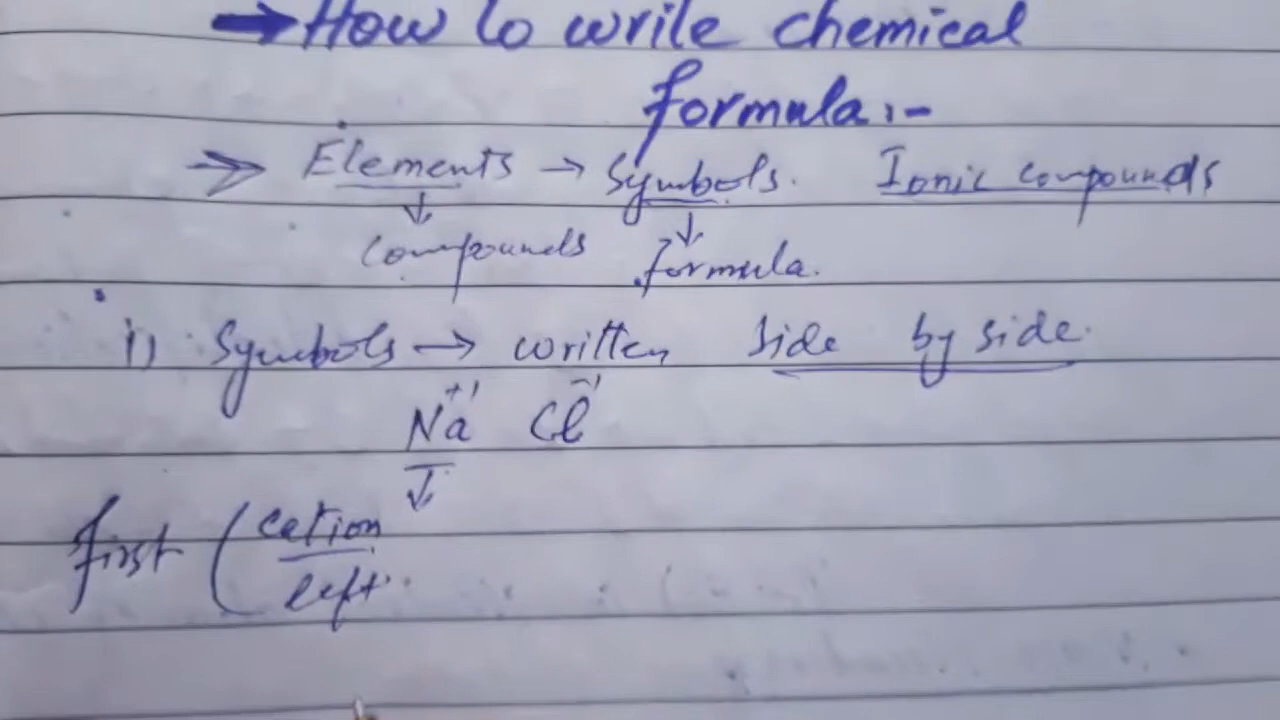 → How to write chemical
formula :-
⇒ Elements → Symbols. Ionic compounds
↓ ↓
compounds formula.
i) Symbols → written side by side.
Na⁺¹ Cl⁻¹
↓
first ( cation
left.